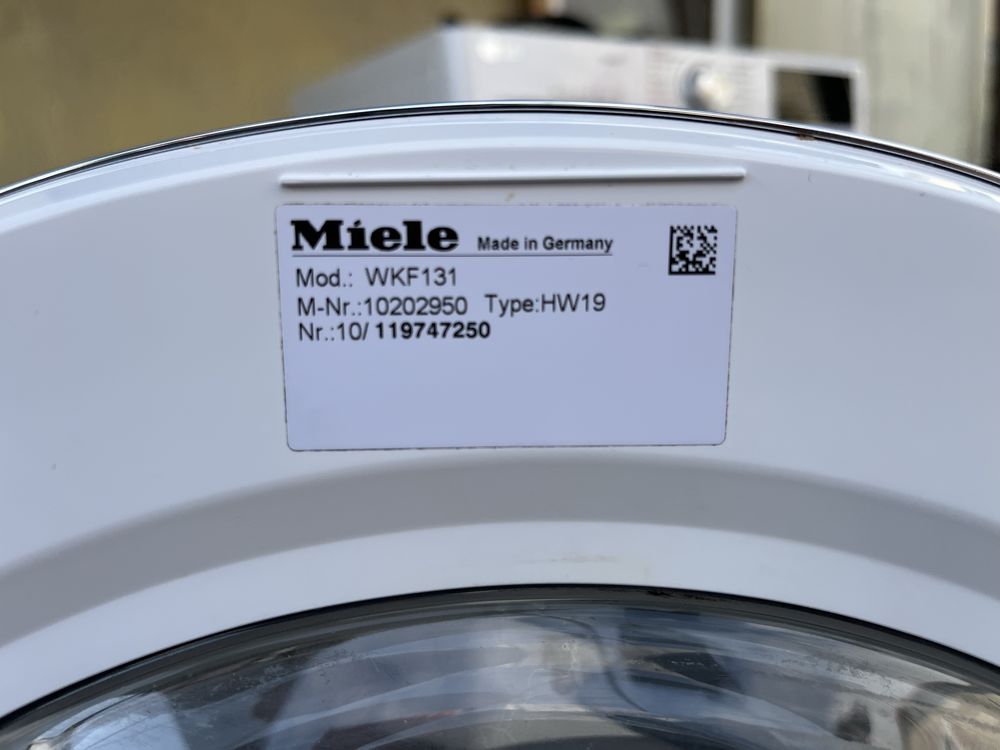 Miele Made in Germany
Mod.: WKF131
M-Nr.:10202950 Type:HW19
Nr.:10/ 119747250